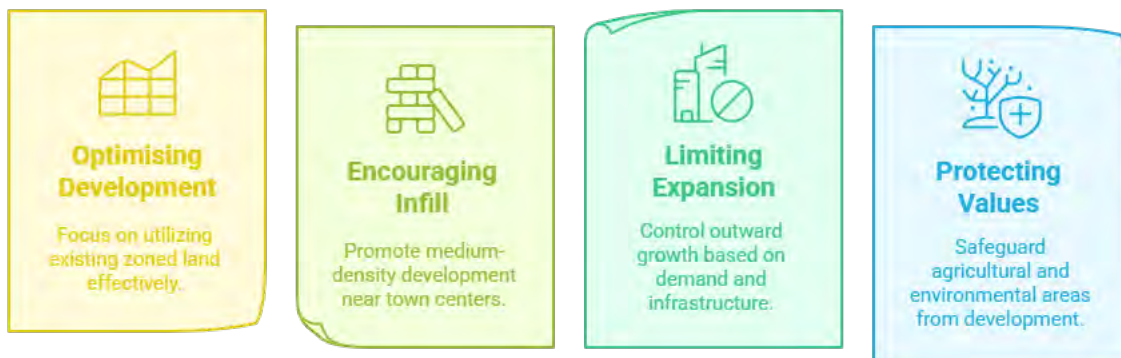 Optimising
Development
Focus on utilizing
existing zoned land
effectively.
Encouraging
Infill
Promote medium-
density development
near town centers.
Limiting
Expansion
Control outward
growth based on
demand and
infrastructure.
Protecting
Values
Safeguard
agricultural and
environmental areas
from development.